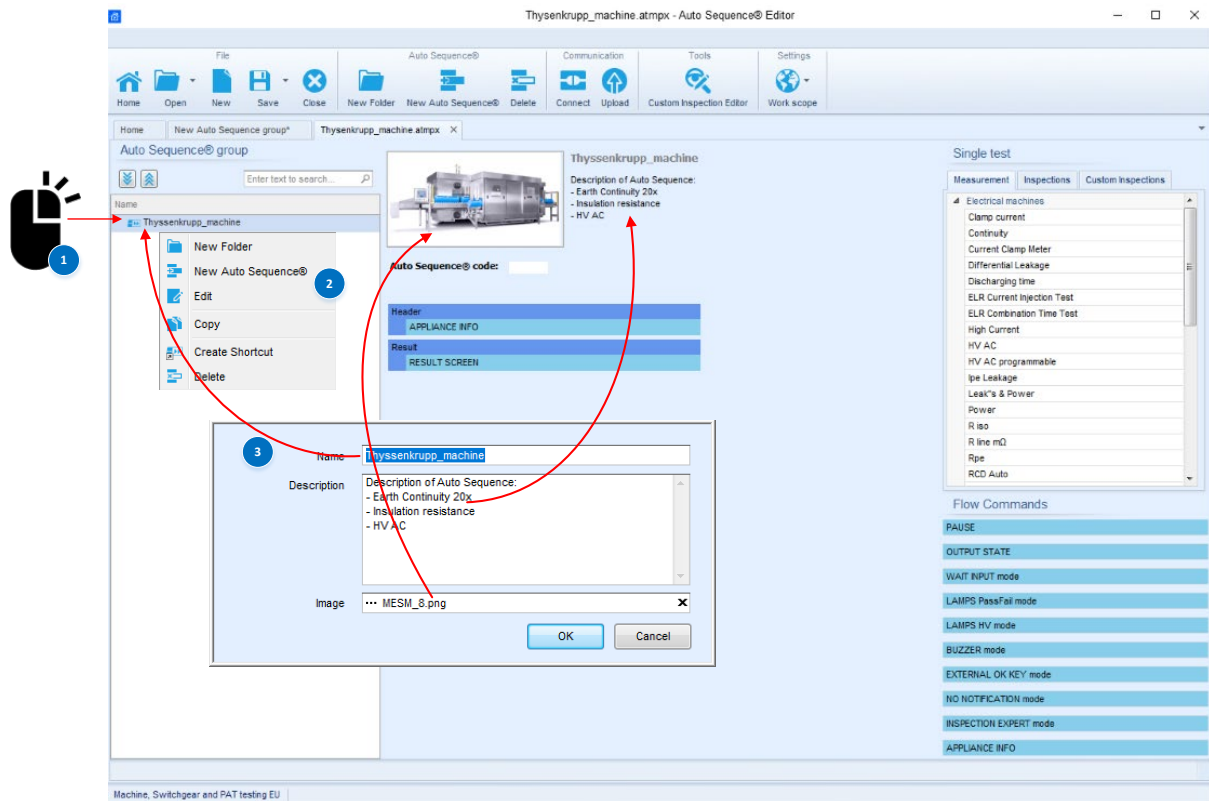 Thysenkrupp_machine.atmpx - Auto Sequence® Editor
File
Auto Sequence®
Communication
Tools
Settings
Home
Open
New
Save
Close
New Folder
New Auto Sequence®
Delete
Connect
Upload
Custom Inspection Editor
Work scope
Home
New Auto Sequence group*
Thysenkrupp_machine.atmpx X
Auto Sequence® group
Enter text to search...
Name
Thyssenkrupp_machine
1
New Folder
New Auto Sequence®
2
Edit
Copy
Create Shortcut
Delete
Thyssenkrupp_machine
Description of Auto Sequence:
- Earth Continuity 20x
- Insulation resistance
- HV AC
Auto Sequence® code:
Header
APPLIANCE INFO
Result
RESULT SCREEN
3
Name
Thyssenkrupp_machine
Description
Description of Auto Sequence:
- Earth Continuity 20x
- Insulation resistance
- HV AC
Image
... MESM_8.png
OK
Cancel
Single test
Measurement
Inspections
Custom Inspections
Electrical machines
Clamp current
Continuity
Current Clamp Meter
Differential Leakage
Discharging time
ELR Current Injection Test
ELR Combination Time Test
High Current
HV AC
HV AC programmable
Ipe Leakage
Leak"s & Power
Power
R iso
R line mΩ
Rpe
RCD Auto
Flow Commands
PAUSE
OUTPUT STATE
WAIT INPUT mode
LAMPS PassFail mode
LAMPS HV mode
BUZZER mode
EXTERNAL OK KEY mode
NO NOTIFICATION mode
INSPECTION EXPERT mode
APPLIANCE INFO
Machine, Switchgear and PAT testing EU